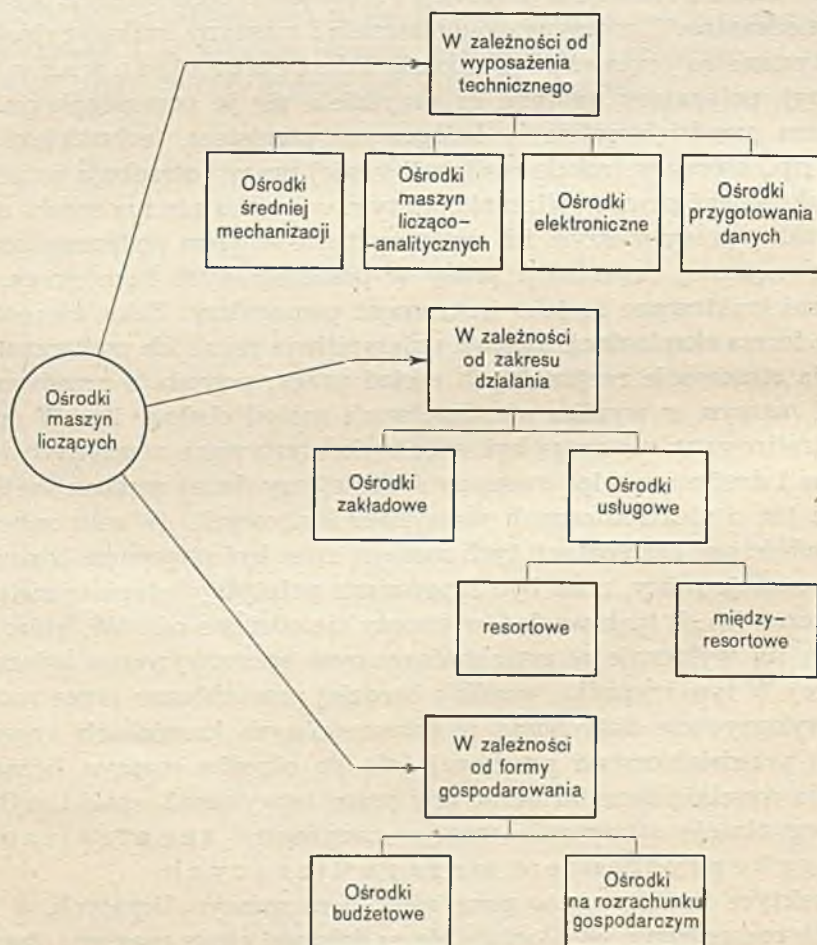 W zależności od
wyposażenia
technicznego
Ośrodki
średniej
mechanizacji
Ośrodki
maszyn
licząco-
-analitycznych
Ośrodki
elektroniczne
Ośrodki
przygotowania
danych
W zależności
od zakresu
działania
Ośrodki
maszyn
liczących
Ośrodki
zakładowe
Ośrodki
usługowe
resortowe
między-
resortowe
W zależności
od formy
gospodarowania
Ośrodki
budżetowe
Ośrodki
na rozrachunku
gospodarczym